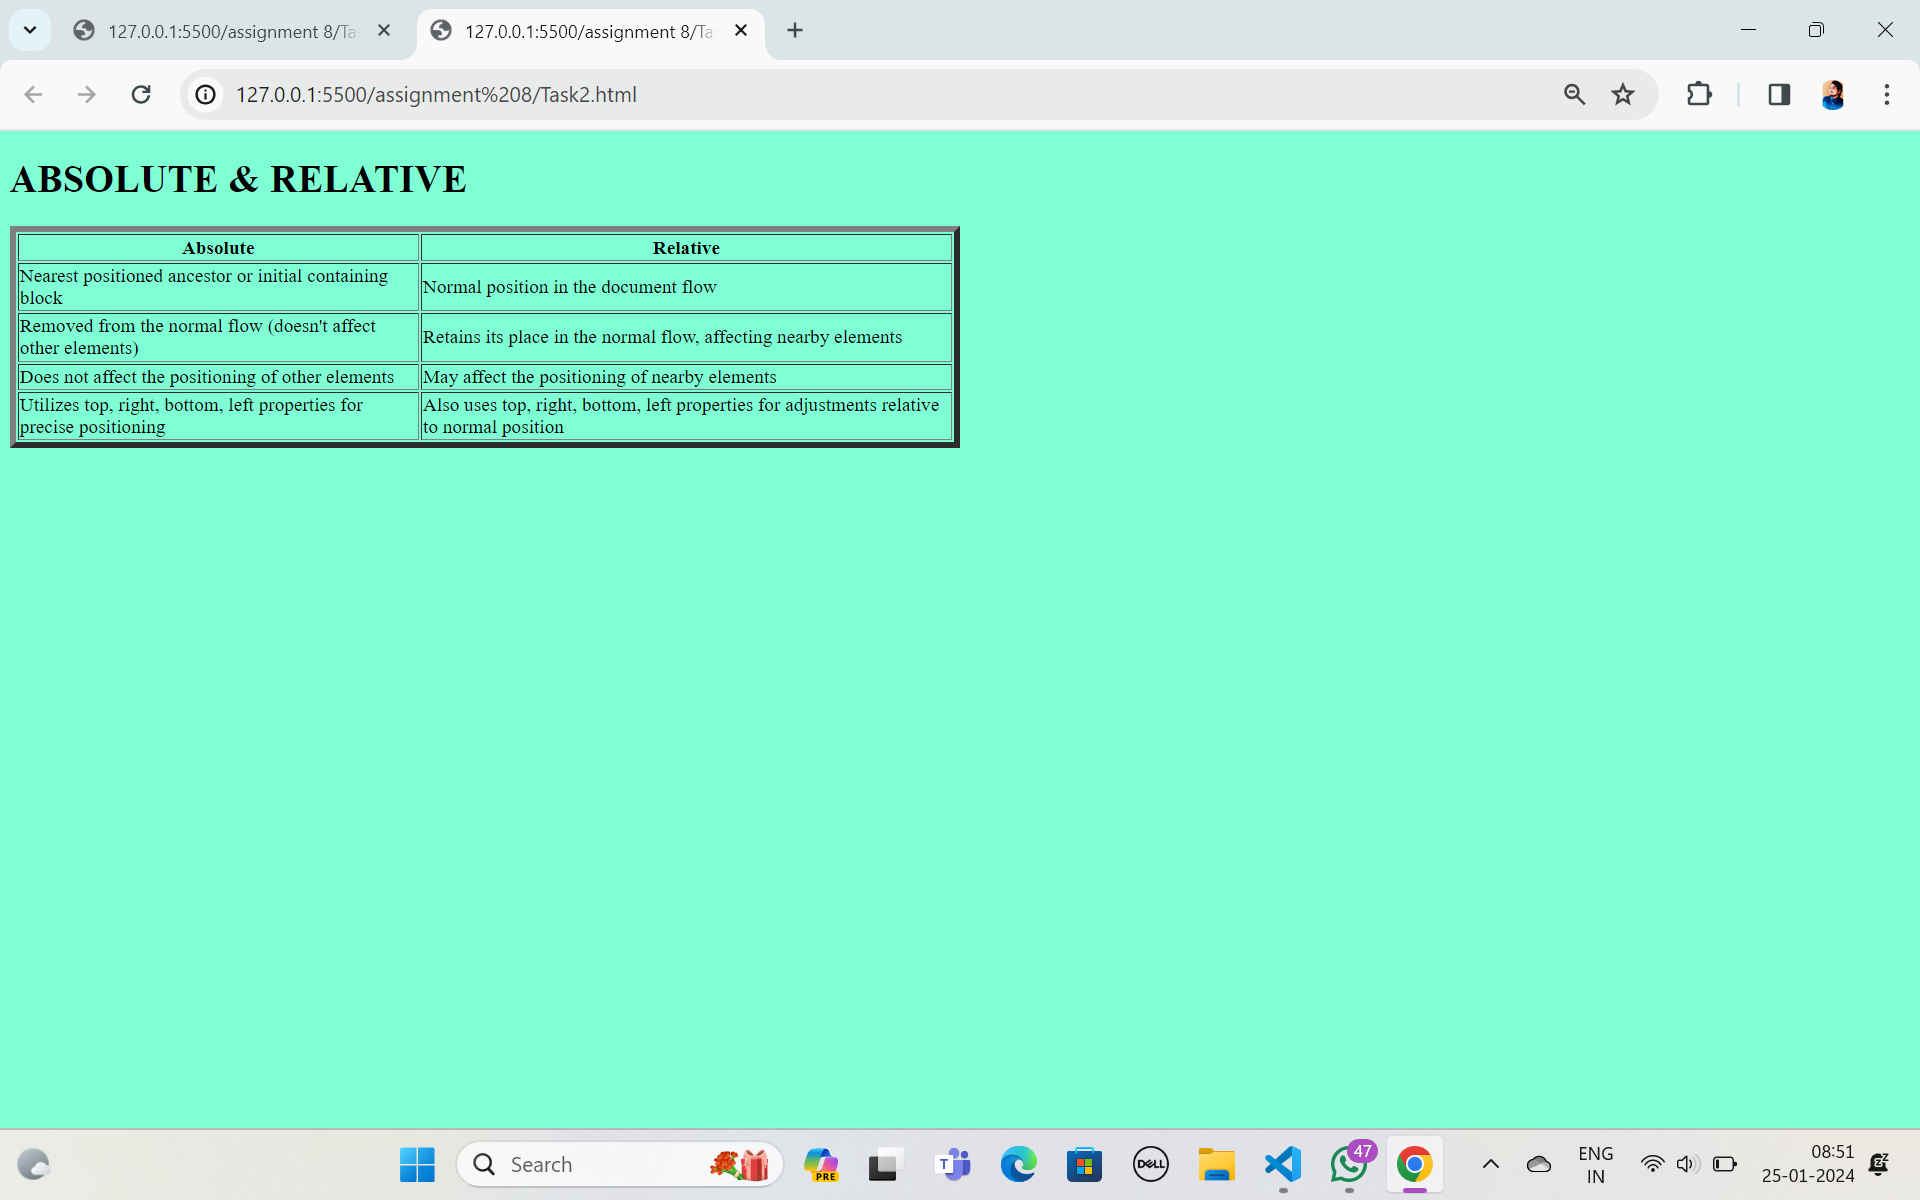 127.0.0.1:5500/assignment 8/Ta
127.0.0.1:5500/assignment 8/Ta
127.0.0.1:5500/assignment%208/Task2.html
ABSOLUTE & RELATIVE
Absolute
Relative
Nearest positioned ancestor or initial containing
block
Normal position in the document flow
Removed from the normal flow (doesn't affect
other elements)
Retains its place in the normal flow, affecting nearby elements
Does not affect the positioning of other elements
May affect the positioning of nearby elements
Utilizes top, right, bottom, left properties for
precise positioning
Also uses top, right, bottom, left properties for adjustments relative
to normal position
Search
PRE
T
DELL
47
ENG
IN
08:51
25-01-2024